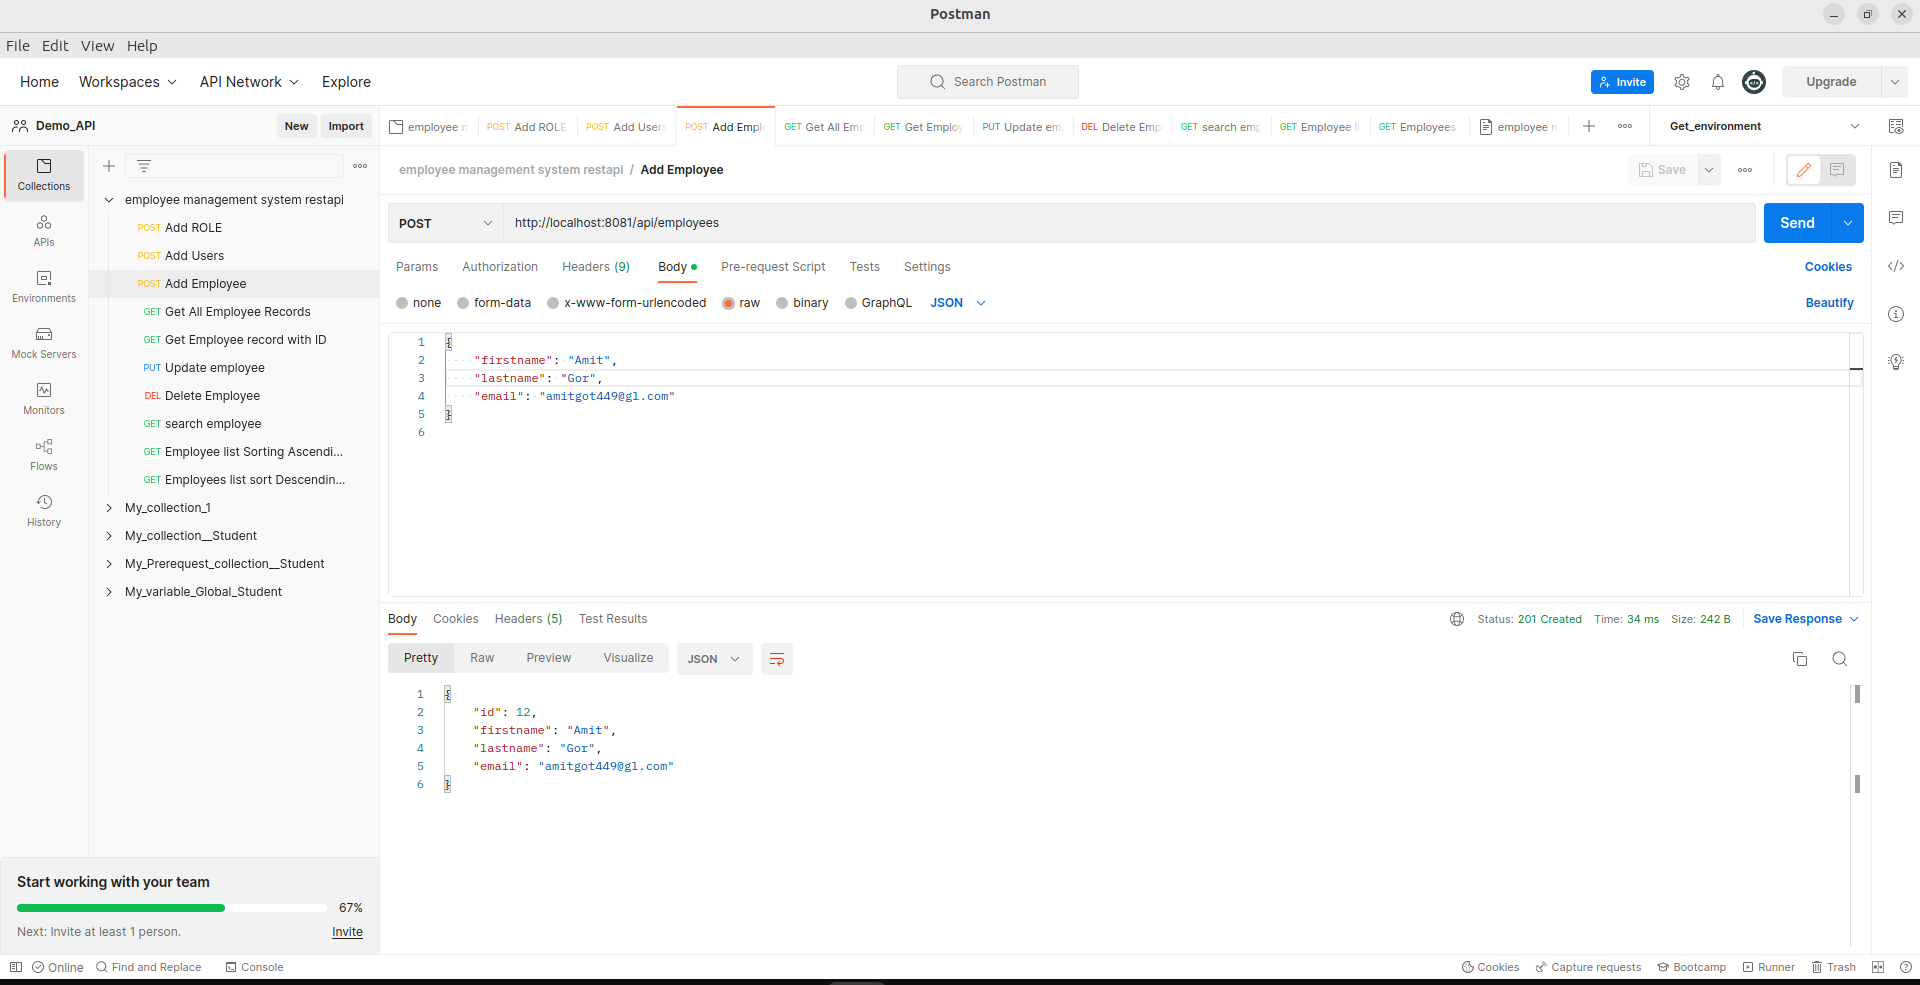 Postman
File Edit View Help
Home Workspaces API Network Explore Search Postman Invite Upgrade
Demo_API New Import
employee m POST Add ROLE POST Add Users POST Add Empl GET Get All Emp GET Get Employ PUT Update em DEL Delete Emp GET search emp GET Employee li GET Employees employee m Get_environment
Collections
APIs
Environments
Mock Servers
Monitors
Flows
History
employee management system restapi
POST Add ROLE
POST Add Users
POST Add Employee
GET Get All Employee Records
GET Get Employee record with ID
PUT Update employee
DEL Delete Employee
GET search employee
GET Employee list Sorting Ascendi...
GET Employees list sort Descendin...
My_collection_1
My_collection__Student
My_Prerequest_collection__Student
My_variable_Global_Student
Start working with your team
67%
Next: Invite at least 1 person. Invite
employee management system restapi / Add Employee Save
POST http://localhost:8081/api/employees Send
Params Authorization Headers (9) Body Pre-request Script Tests Settings Cookies
none form-data x-www-form-urlencoded raw binary GraphQL JSON Beautify
1 {
2 "firstname": "Amit",
3 "lastname": "Gor",
4 "email": "amitgot449@gl.com"
5 }
6
Body Cookies Headers (5) Test Results Status: 201 Created Time: 34 ms Size: 242 B Save Response
Pretty Raw Preview Visualize JSON
1 {
2 "id": 12,
3 "firstname": "Amit",
4 "lastname": "Gor",
5 "email": "amitgot449@gl.com"
6 }
Online Find and Replace Console Cookies Capture requests Bootcamp Runner Trash